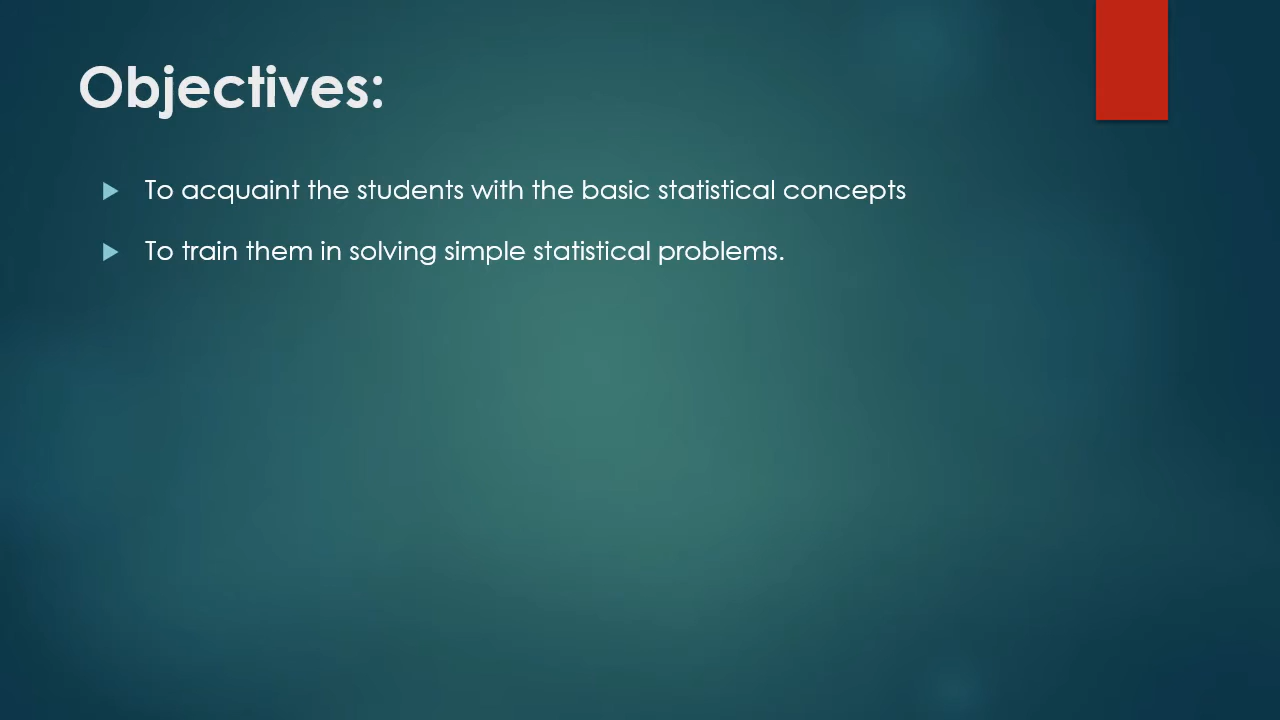 Objectives:
To acquaint the students with the basic statistical concepts
To train them in solving simple statistical problems.